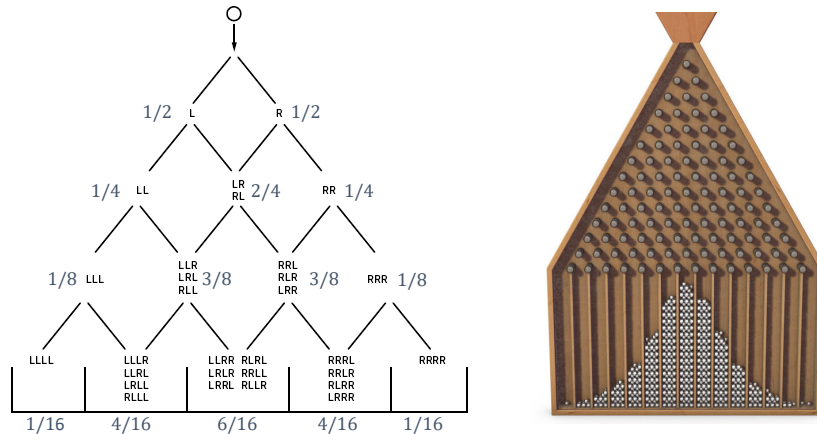 1/2 L R 1/2
1/4 LL LR 2/4 RR 1/4
RL
1/8 LLL LLR 3/8 RRL 3/8 RRR 1/8
LRL RLR
RLL LRR
LLLL LLLR LLRR RLRL RRRL RRRR
LLRL LRLR RRLL RRLR
LRLL LRRL RLLR RLRR
RLLL LRRR
1/16 4/16 6/16 4/16 1/16